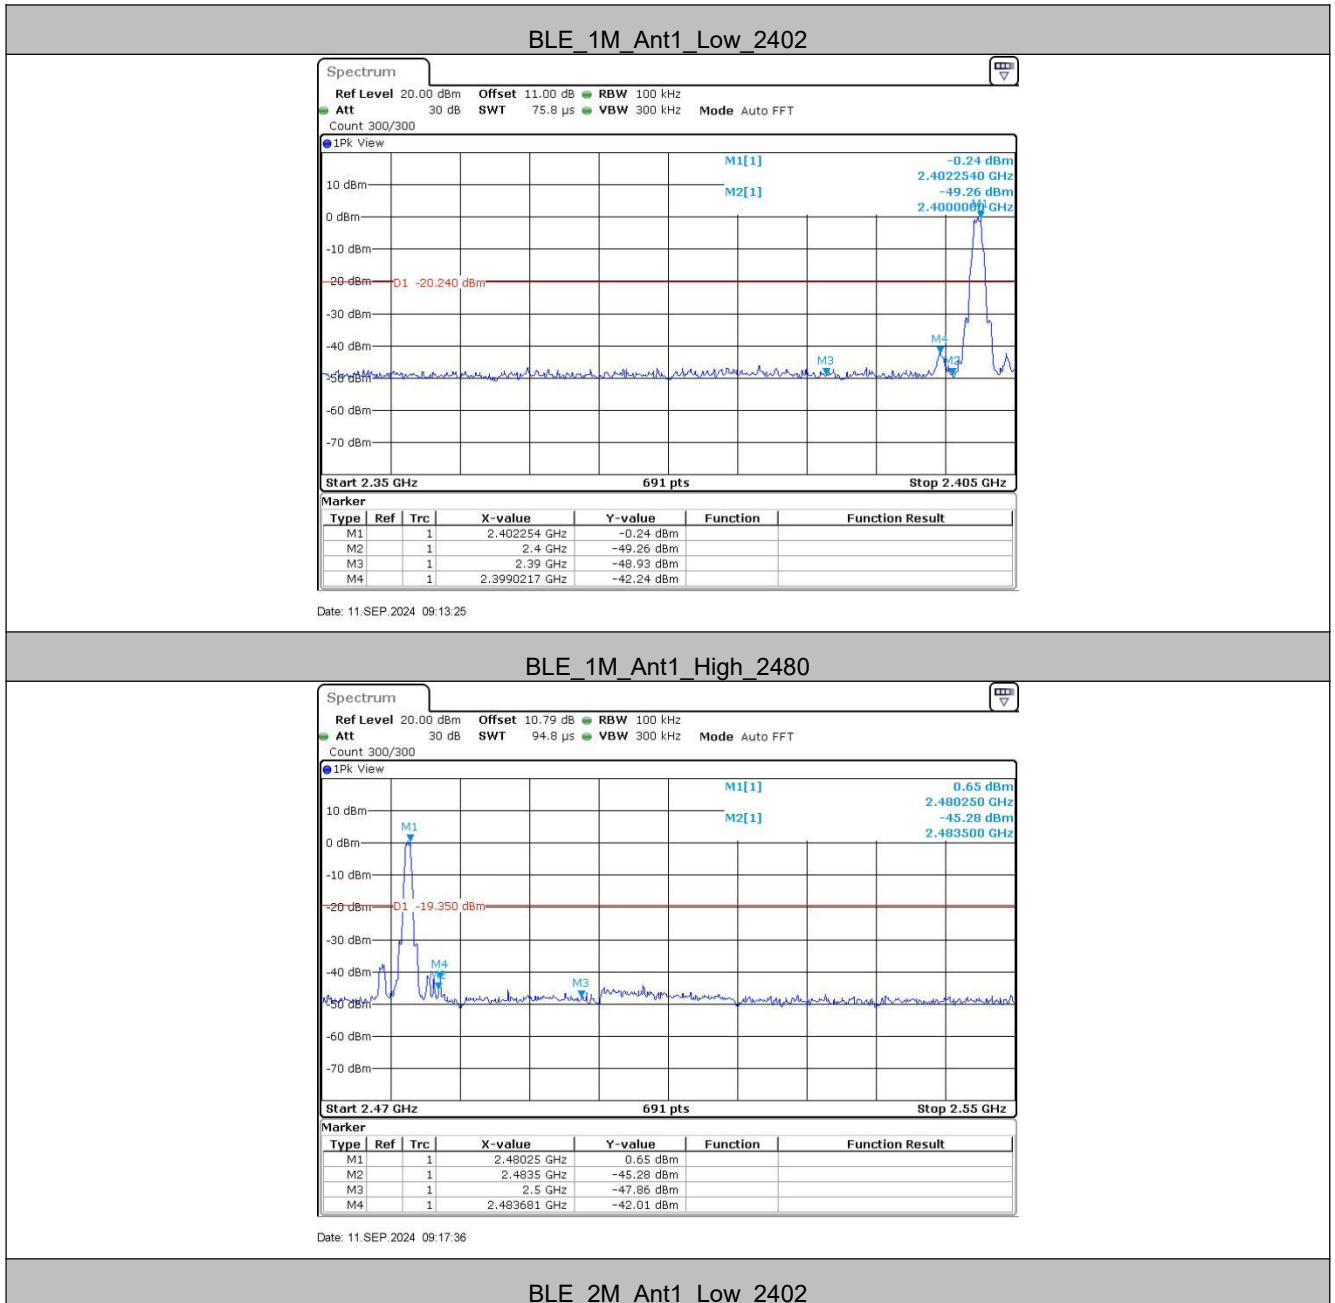 BLE_1M_Ant1_Low_2402
Spectrum
Ref Level 20.00 dBm Offset 11.00 dB RBW 100 kHz
Att 30 dB SWT 75.8 µs VBW 300 kHz Mode Auto FFT
Count 300/300
1Pk View
M1[1] -0.24 dBm
2.4022540 GHz
10 dBm
M2[1] -49.26 dBm
2.4000000 GHz
M1
0 dBm
-10 dBm
-20 dBm D1 -20.240 dBm
-30 dBm
-40 dBm
M4
M3 M2
-50 dBm
-60 dBm
-70 dBm
Start 2.35 GHz 691 pts Stop 2.405 GHz
Marker
Type Ref Trc X-value Y-value Function Function Result
M1 1 2.402254 GHz -0.24 dBm
M2 1 2.4 GHz -49.26 dBm
M3 1 2.39 GHz -48.93 dBm
M4 1 2.3990217 GHz -42.24 dBm
Date: 11.SEP.2024 09:13:25
BLE_1M_Ant1_High_2480
Spectrum
Ref Level 20.00 dBm Offset 10.79 dB RBW 100 kHz
Att 30 dB SWT 94.8 µs VBW 300 kHz Mode Auto FFT
Count 300/300
1Pk View
M1[1] 0.65 dBm
2.480250 GHz
10 dBm
M2[1] -45.28 dBm
M1 2.483500 GHz
0 dBm
-10 dBm
-20 dBm D1 -19.350 dBm
-30 dBm
M4
-40 dBm
M3
-50 dBm
-60 dBm
-70 dBm
Start 2.47 GHz 691 pts Stop 2.55 GHz
Marker
Type Ref Trc X-value Y-value Function Function Result
M1 1 2.48025 GHz 0.65 dBm
M2 1 2.4835 GHz -45.28 dBm
M3 1 2.5 GHz -47.86 dBm
M4 1 2.483681 GHz -42.01 dBm
Date: 11.SEP.2024 09:17:36
BLE_2M_Ant1_Low_2402